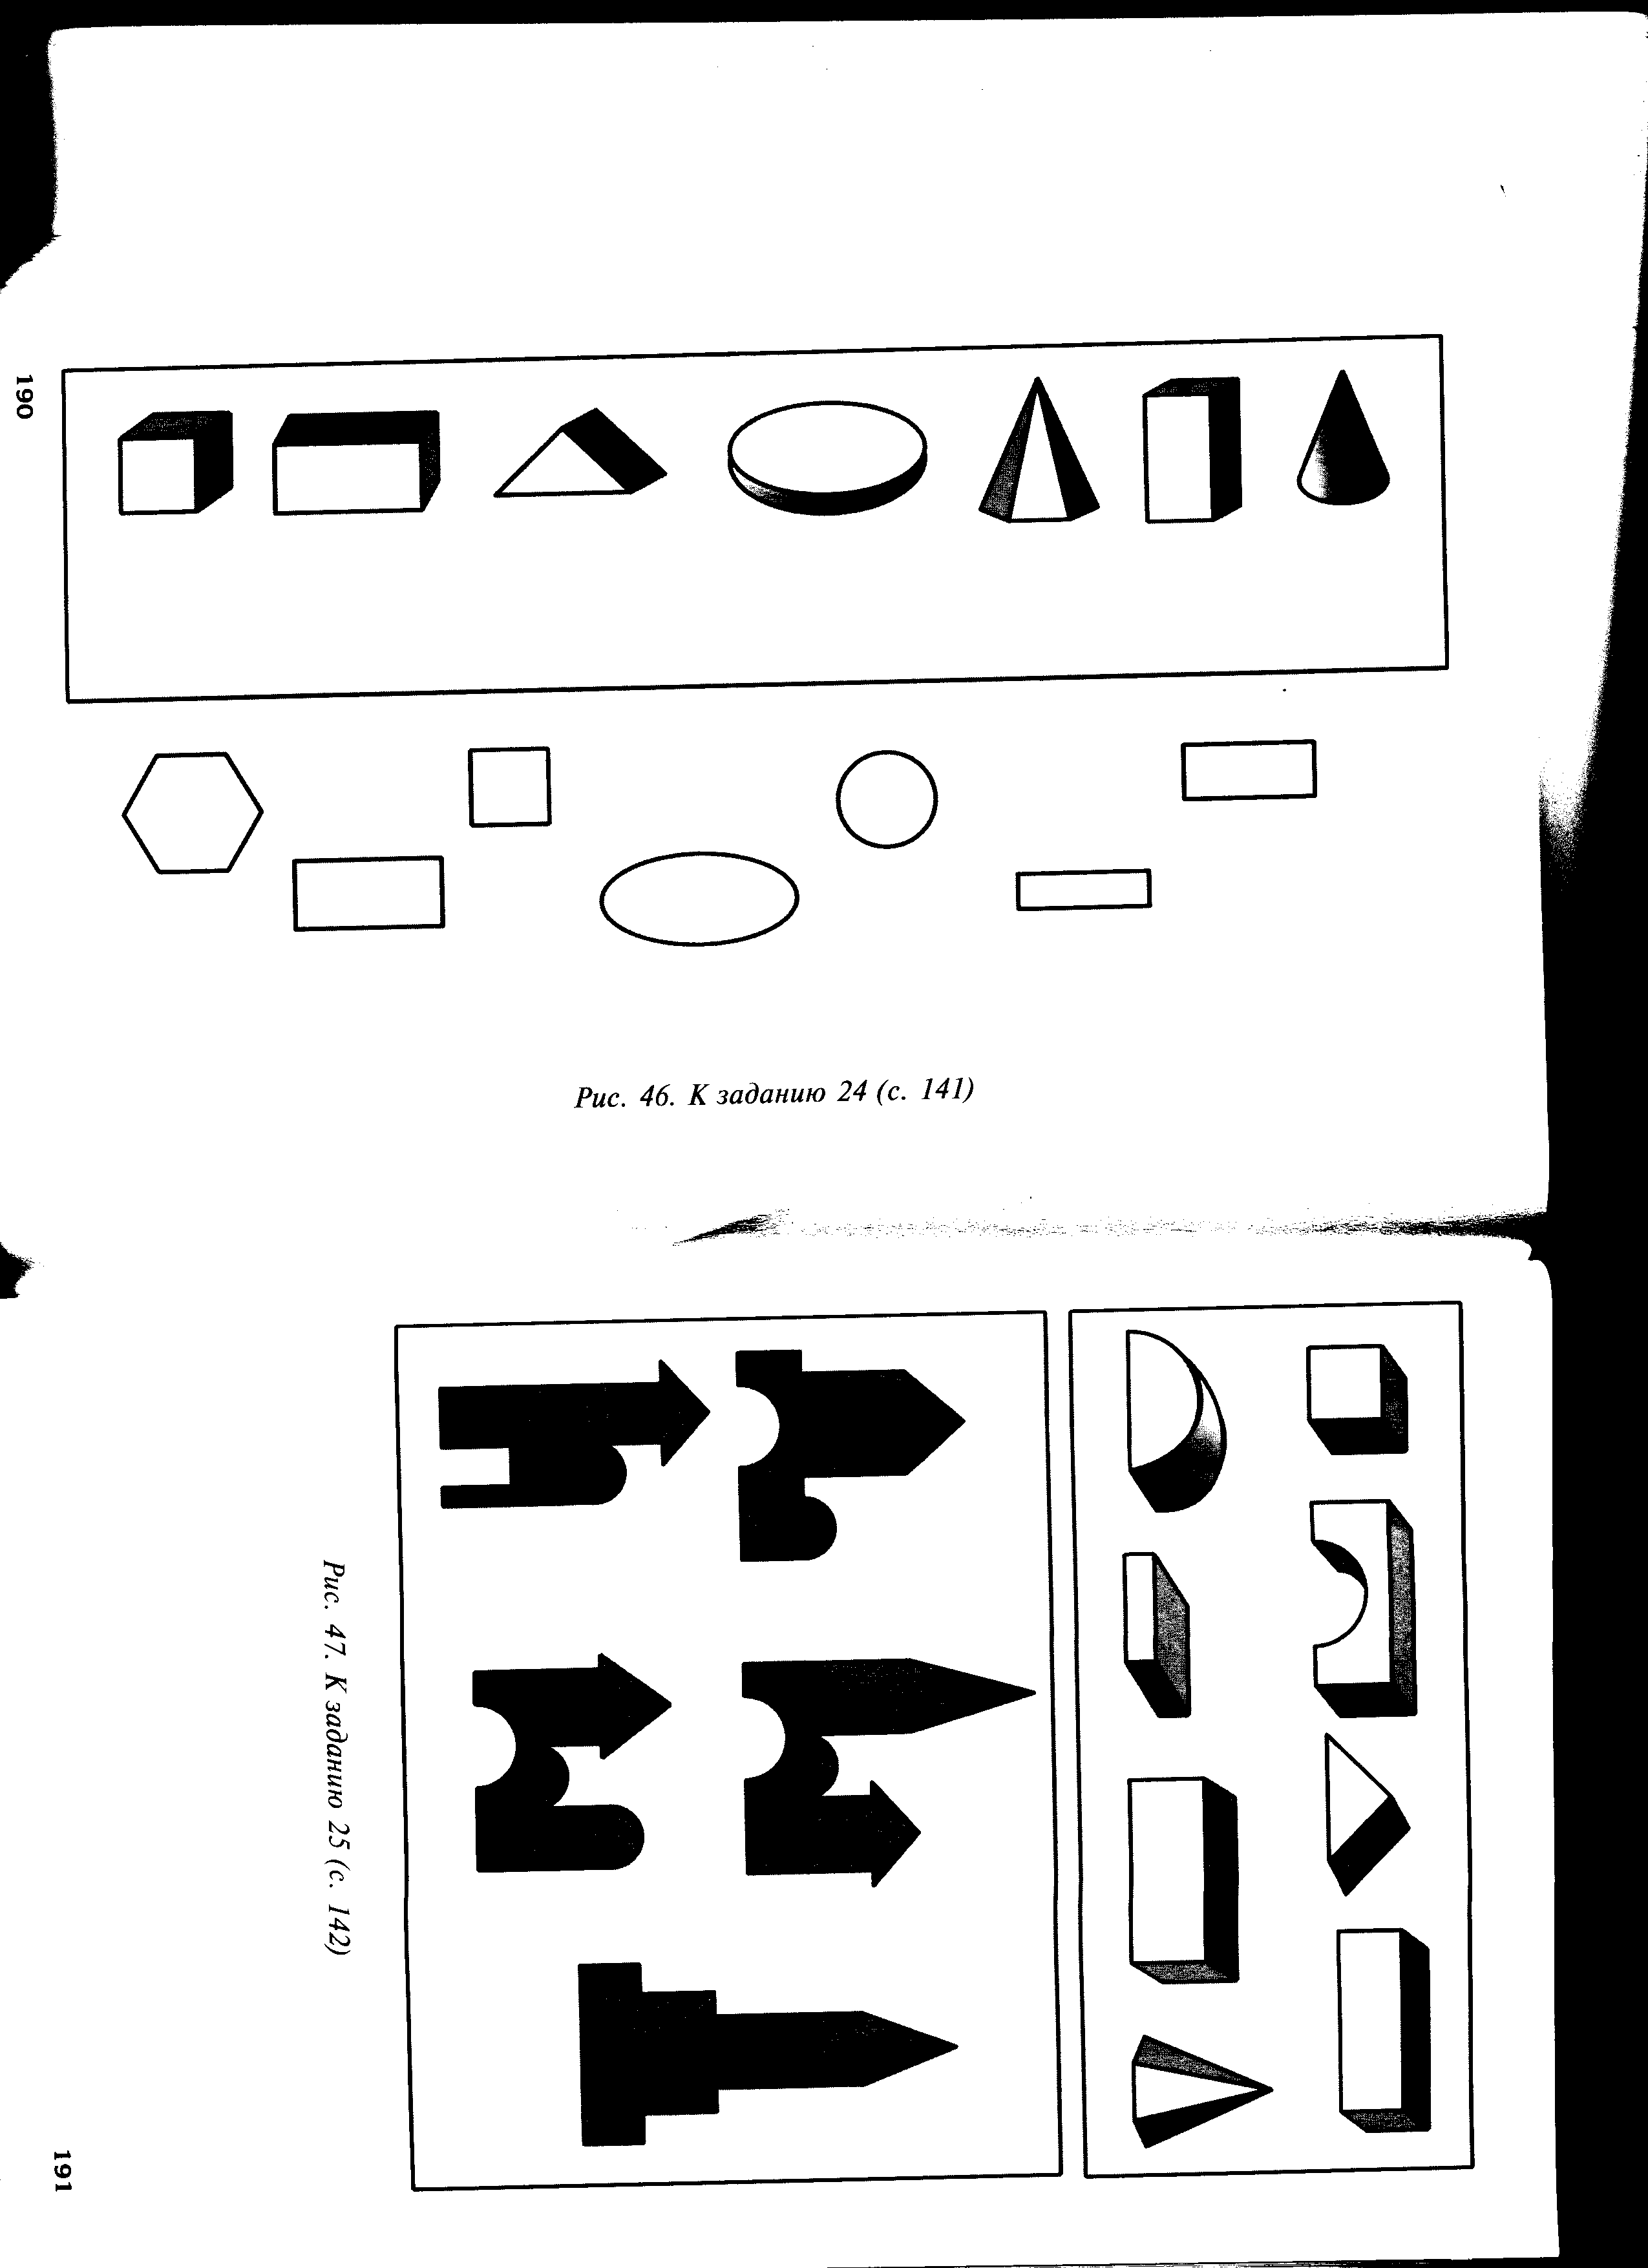 190
Рис. 46. К заданию 24 (с. 141)
Рис. 47. К заданию 25 (с. 142)
191